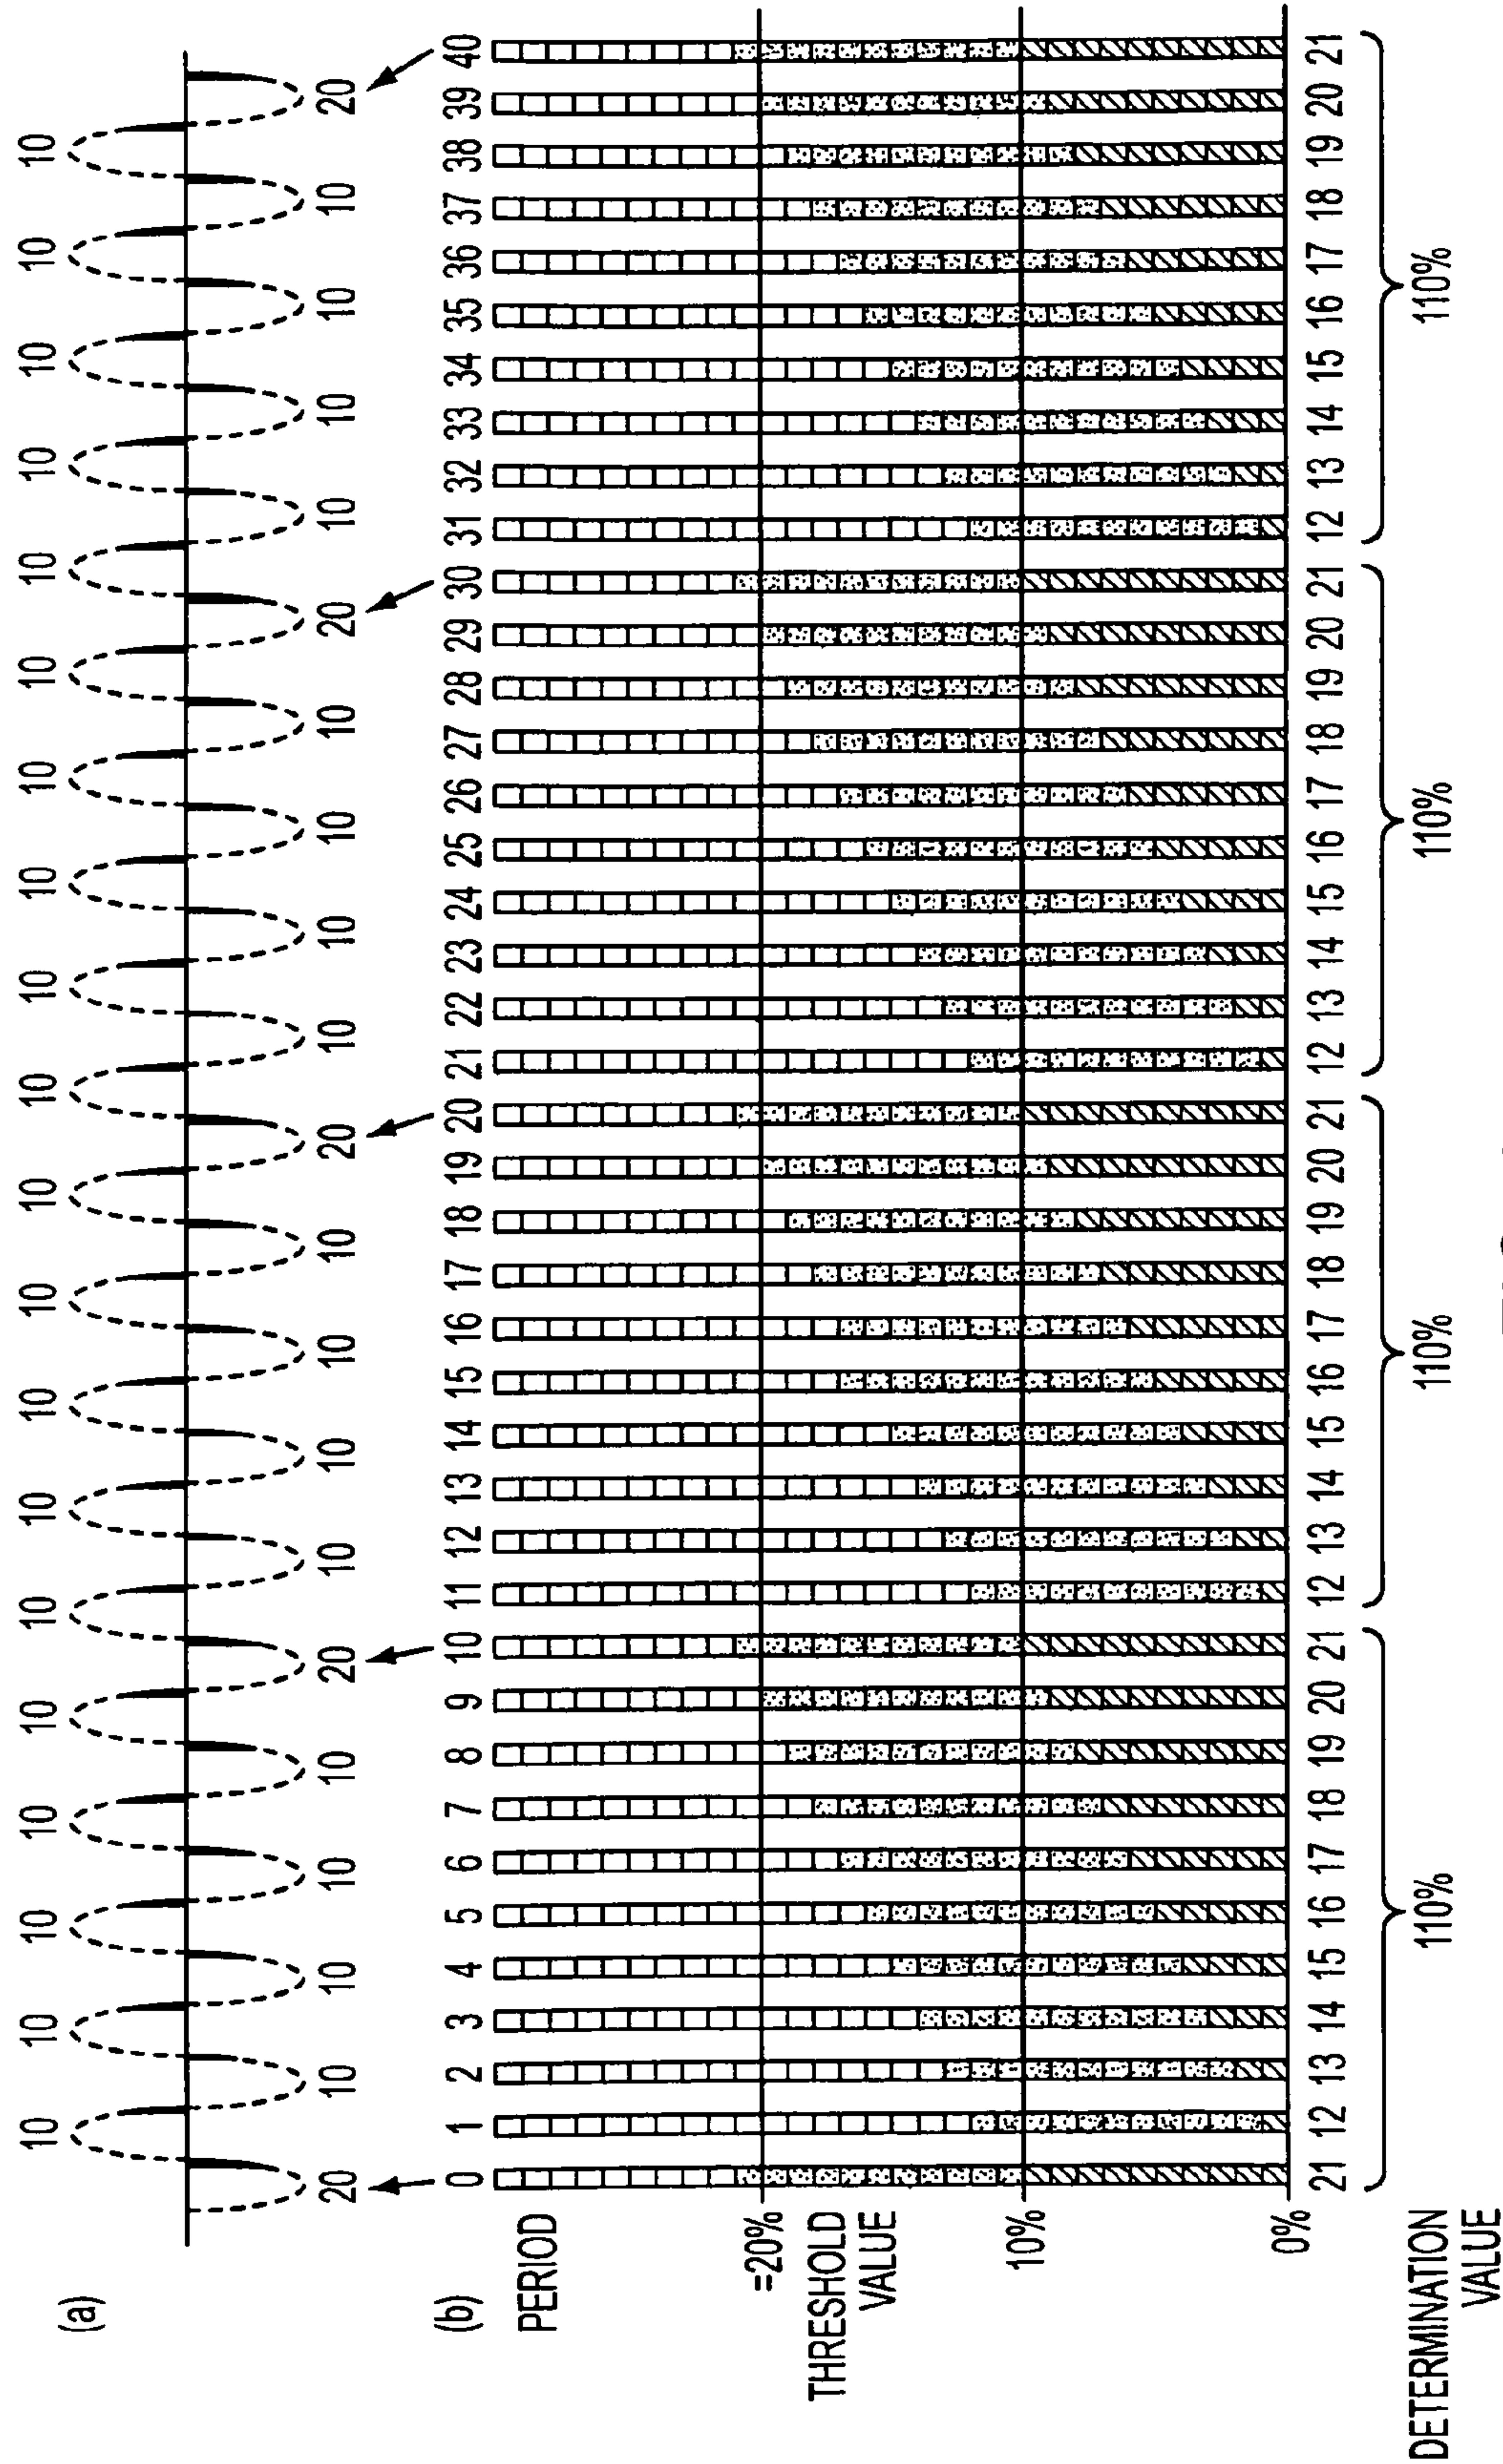 (a)
10 10 10 10 10 10 10 10 10 10 10 10 10 10 10 10 10 10 10 10
20 10 10 10 10 20 10 10 10 10 20 10 10 10 10 20 10 10 10 10 20
(b)
0 1 2 3 4 5 6 7 8 9 10 11 12 13 14 15 16 17 18 19 20 21 22 23 24 25 26 27 28 29 30 31 32 33 34 35 36 37 38 39 40
PERIOD
=20%
THRESHOLD
VALUE
10%
0%
21 12 13 14 15 16 17 18 19 20 21 12 13 14 15 16 17 18 19 20 21 12 13 14 15 16 17 18 19 20 21 12 13 14 15 16 17 18 19 20 21
DETERMINATION
VALUE
110% 110% 110% 110%